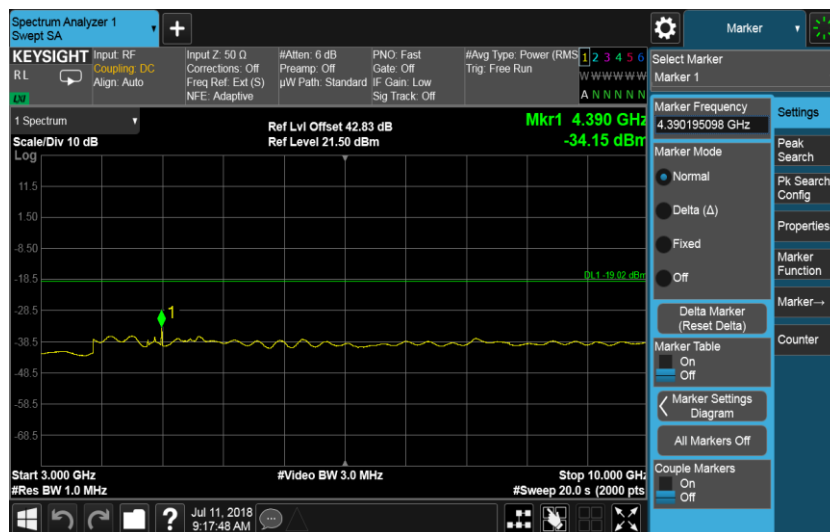 Spectrum Analyzer 1
Swept SA
+
Marker
KEYSIGHT
RL
LXI
Input: RF
Coupling: DC
Align: Auto
Input Z: 50 Ω
Corrections: Off
Freq Ref: Ext (S)
NFE: Adaptive
#Atten: 6 dB
Preamp: Off
µW Path: Standard
PNO: Fast
Gate: Off
IF Gain: Low
Sig Track: Off
#Avg Type: Power (RMS
Trig: Free Run
1 2 3 4 5 6
W W W W W W
A N N N N N
Select Marker
Marker 1
1 Spectrum
Scale/Div 10 dB
Log
Ref Lvl Offset 42.83 dB
Ref Level 21.50 dBm
Mkr1 4.390 GHz
-34.15 dBm
11.5
1.50
-8.50
-18.5
-28.5
-38.5
-48.5
-58.5
-68.5
DL1 -19.02 dBm
1
Start 3.000 GHz
#Res BW 1.0 MHz
#Video BW 3.0 MHz
Stop 10.000 GHz
#Sweep 20.0 s (2000 pts
Marker Frequency
4.390195098 GHz
Marker Mode
Normal
Delta (Δ)
Fixed
Off
Delta Marker
(Reset Delta)
Marker Table
On
Off
Marker Settings
Diagram
All Markers Off
Couple Markers
On
Off
Settings
Peak
Search
Pk Search
Config
Properties
Marker
Function
Marker→
Counter
?
Jul 11, 2018
9:17:48 AM